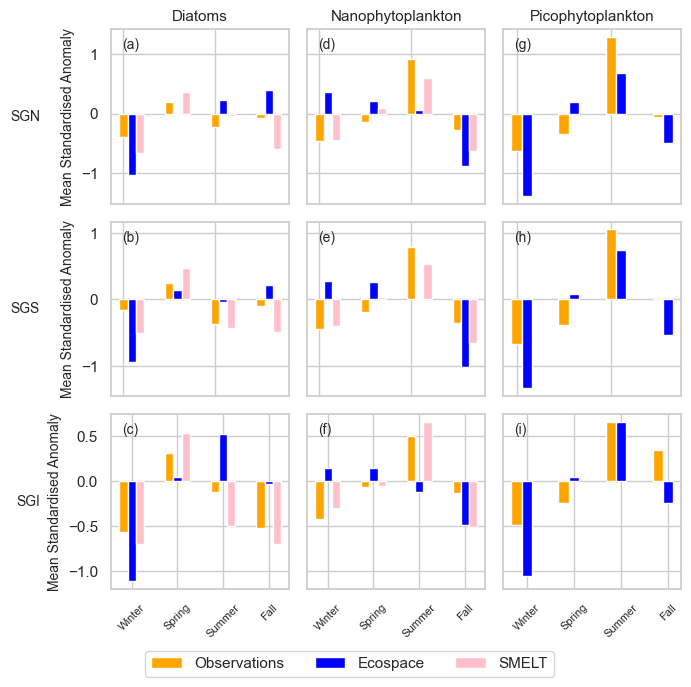 Diatoms Nanophytoplankton Picophytoplankton
(a) (d) (g)
1
0
−1
Mean Standardised Anomaly
SGN
(b) (e) (h)
1
0
−1
Mean Standardised Anomaly
SGS
(c) (f) (i)
0.5
0.0
−0.5
−1.0
Mean Standardised Anomaly
SGI
Winter Spring Summer Fall Winter Spring Summer Fall Winter Spring Summer Fall
Observations Ecospace SMELT